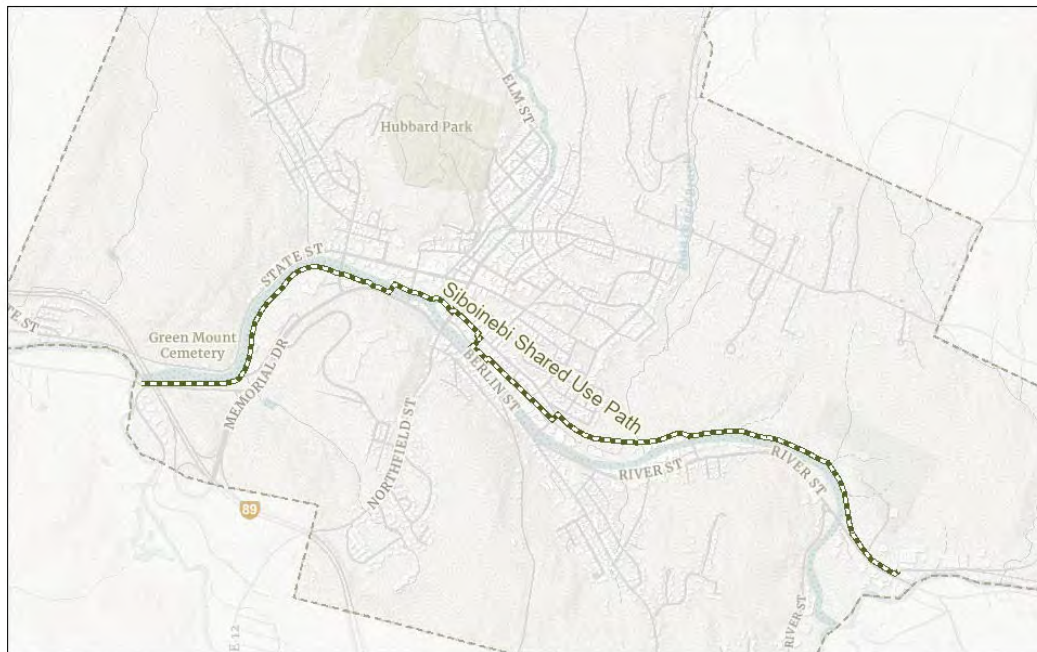 ELM ST
Hubbard Park
STATE ST
Siboinebi Shared Use Path
TE ST
Green Mount
Cemetery
MEMORIAL DR
BERLIN ST
NORTHFIELD ST
RIVER ST
RIVER ST
89
RIVER ST
E 12